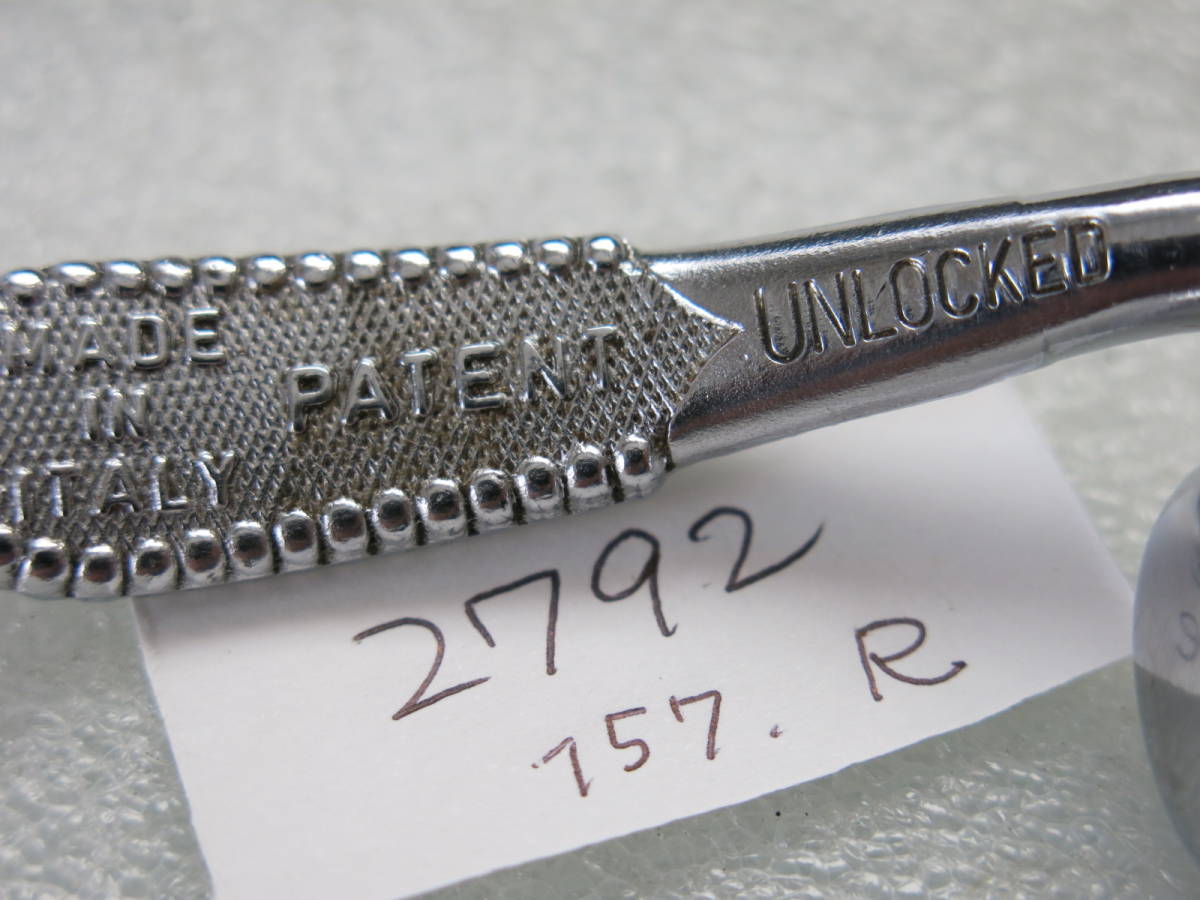 MADE
IN
ITALY
PATENT
UNLOCKED
2792
157. R